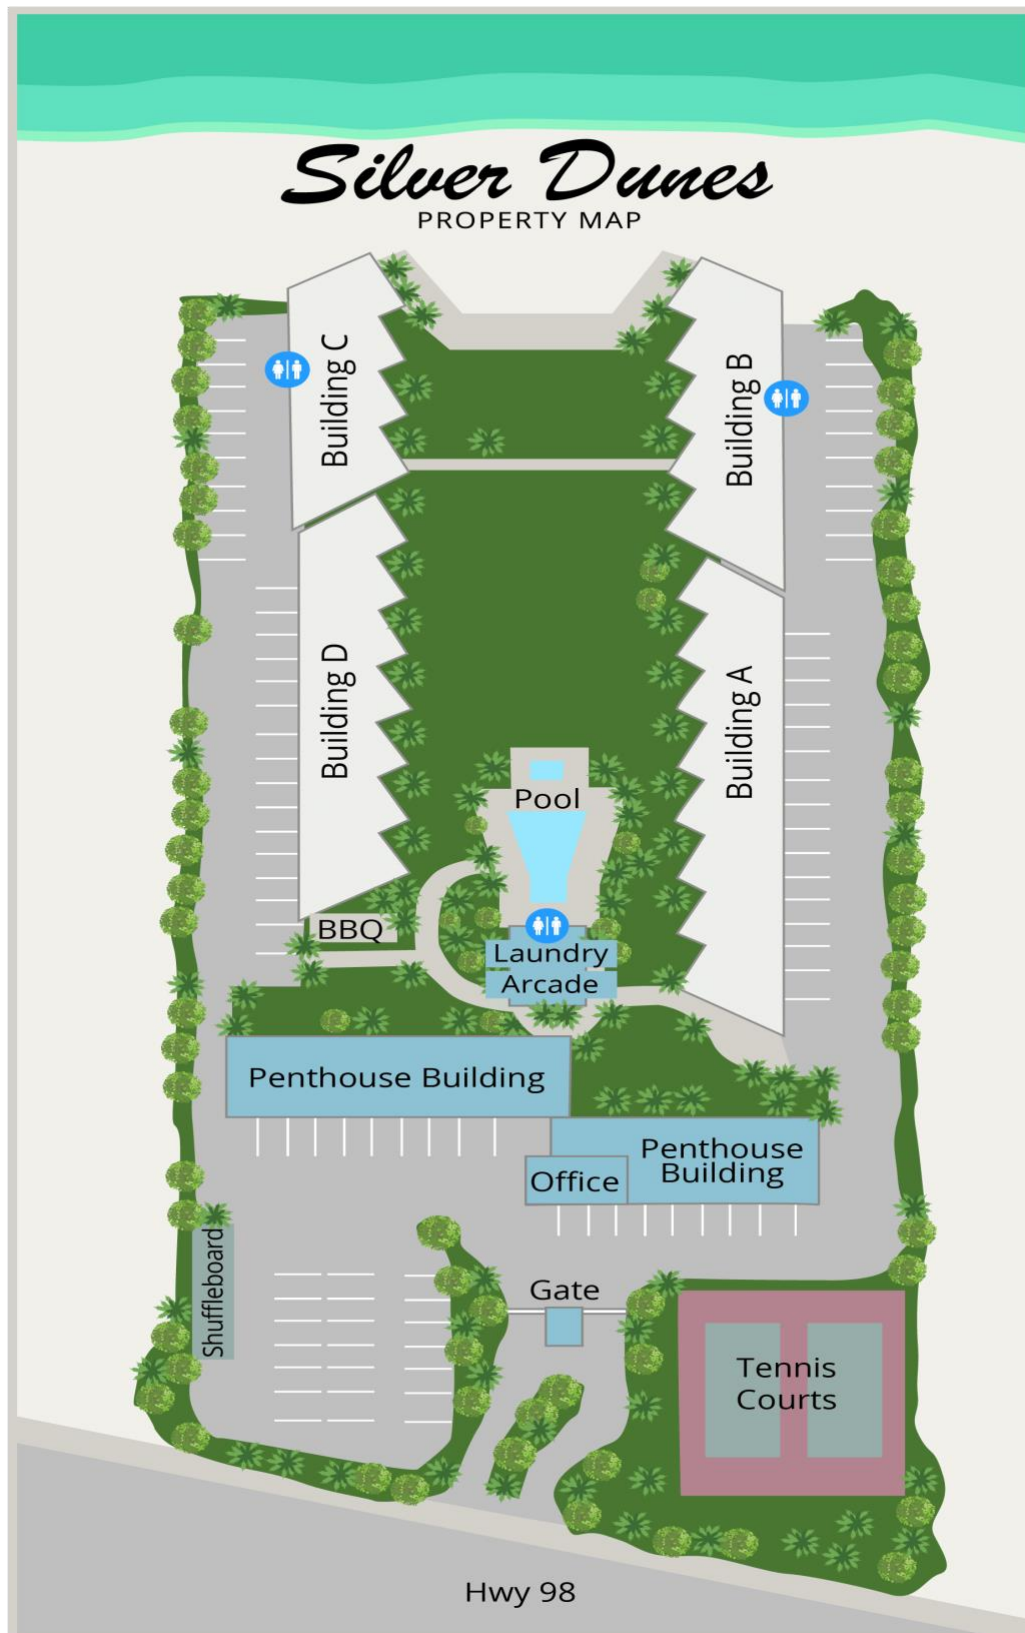 Silver Dunes
PROPERTY MAP
Building C
Building B
Building D
Building A
Pool
BBQ
Laundry
Arcade
Penthouse Building
Penthouse
Building
Office
Shuffleboard
Gate
Tennis
Courts
Hwy 98